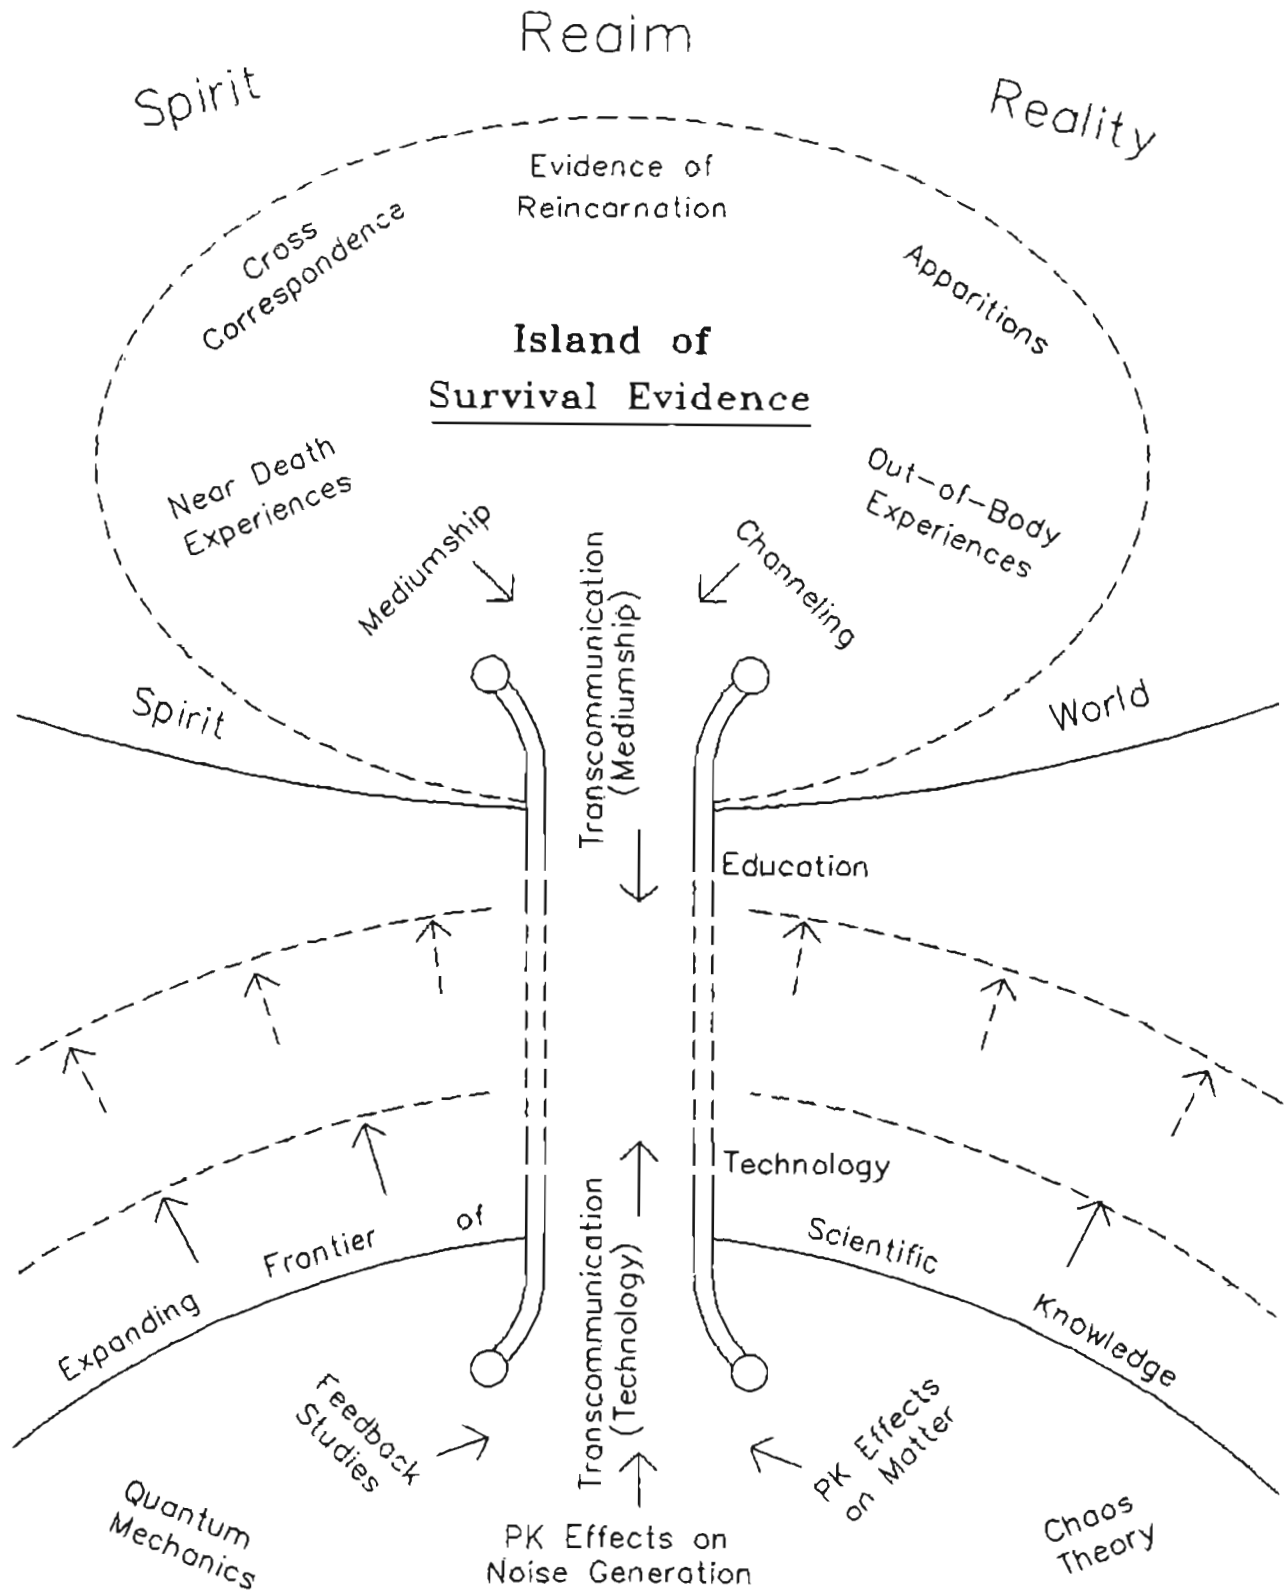 Spirit
Reaim
Reality
Evidence of
Reincarnation
Cross
Correspondence
Apparitions
Island of
Survival Evidence
Near Death
Experiences
Out-of-Body
Experiences
Mediumship
Transcommunication
(Mediumship)
Channeling
Spirit
World
Education
Technology
Expanding
Frontier
of
Scientific
Knowledge
Transcommunication
(Technology)
Feedback
Studies
PK Effects
on Matter
Quantum
Mechanics
PK Effects on
Noise Generation
Chaos
Theory